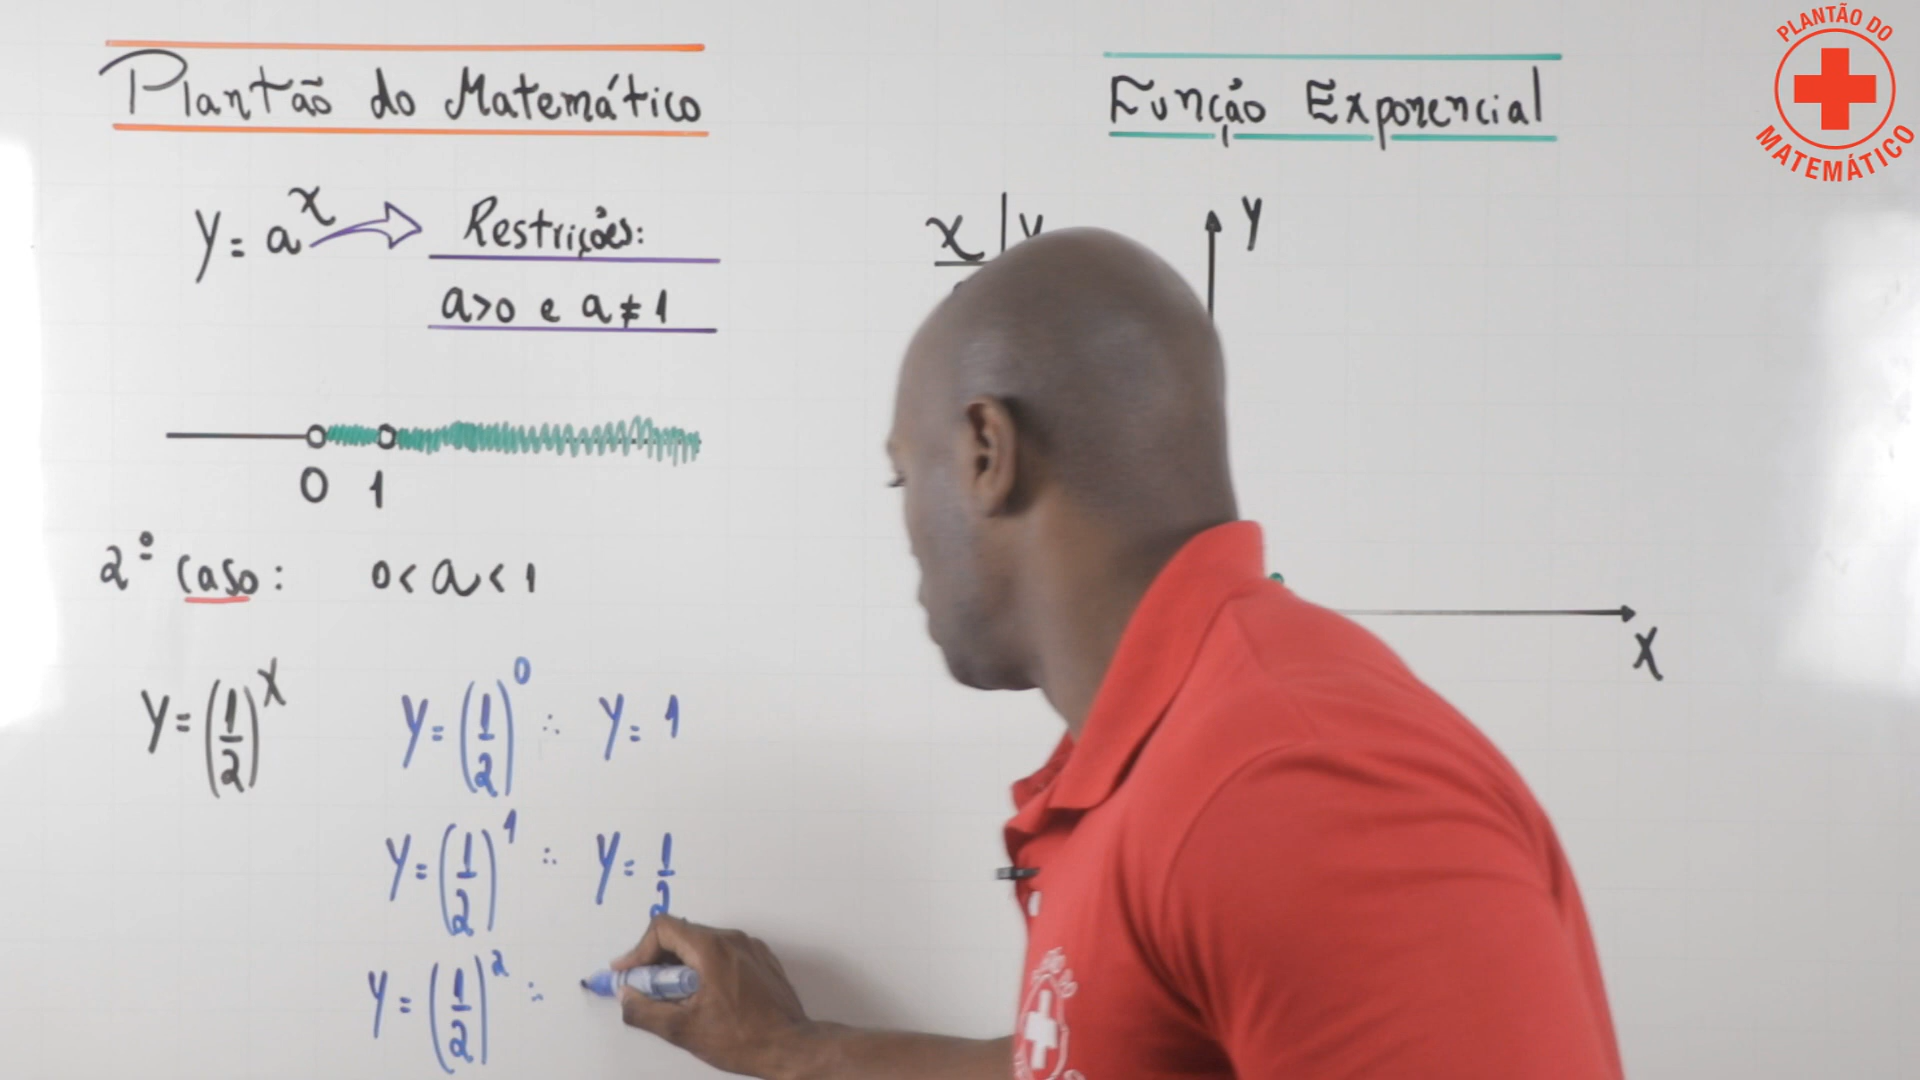 Plantão do Matemático
Função Exponencial
PLANTÃO DO
MATEMÁTICO
y = a^x
Restrições:
a>0 e a ≠ 1
x | y
y
0 1
x
2º caso: 0 < a < 1
y = (1/2)^x
y = (1/2)^0 ∴ y = 1
y = (1/2)^1 ∴ y = 1/2
y = (1/2)^2 ∴